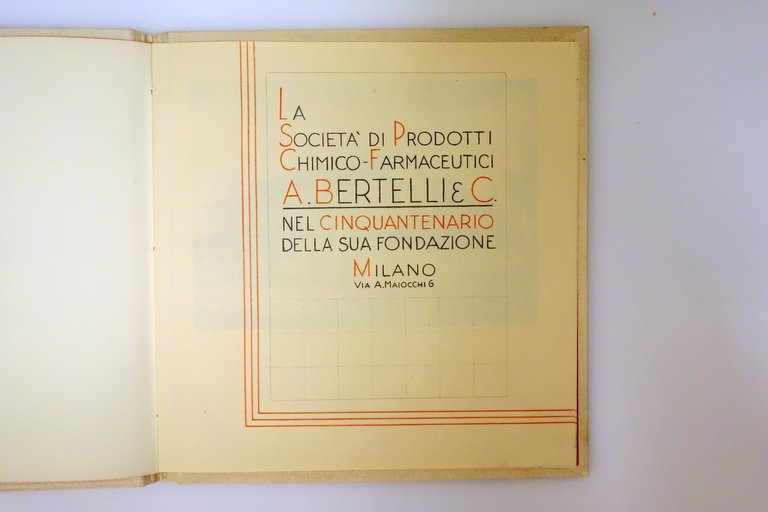 LA
SOCIETÀ DI PRODOTTI
CHIMICO-FARMACEUTICI
A. BERTELLI & C.
NEL CINQUANTENARIO
DELLA SUA FONDAZIONE
MILANO
VIA A. MAIOCCHI 6